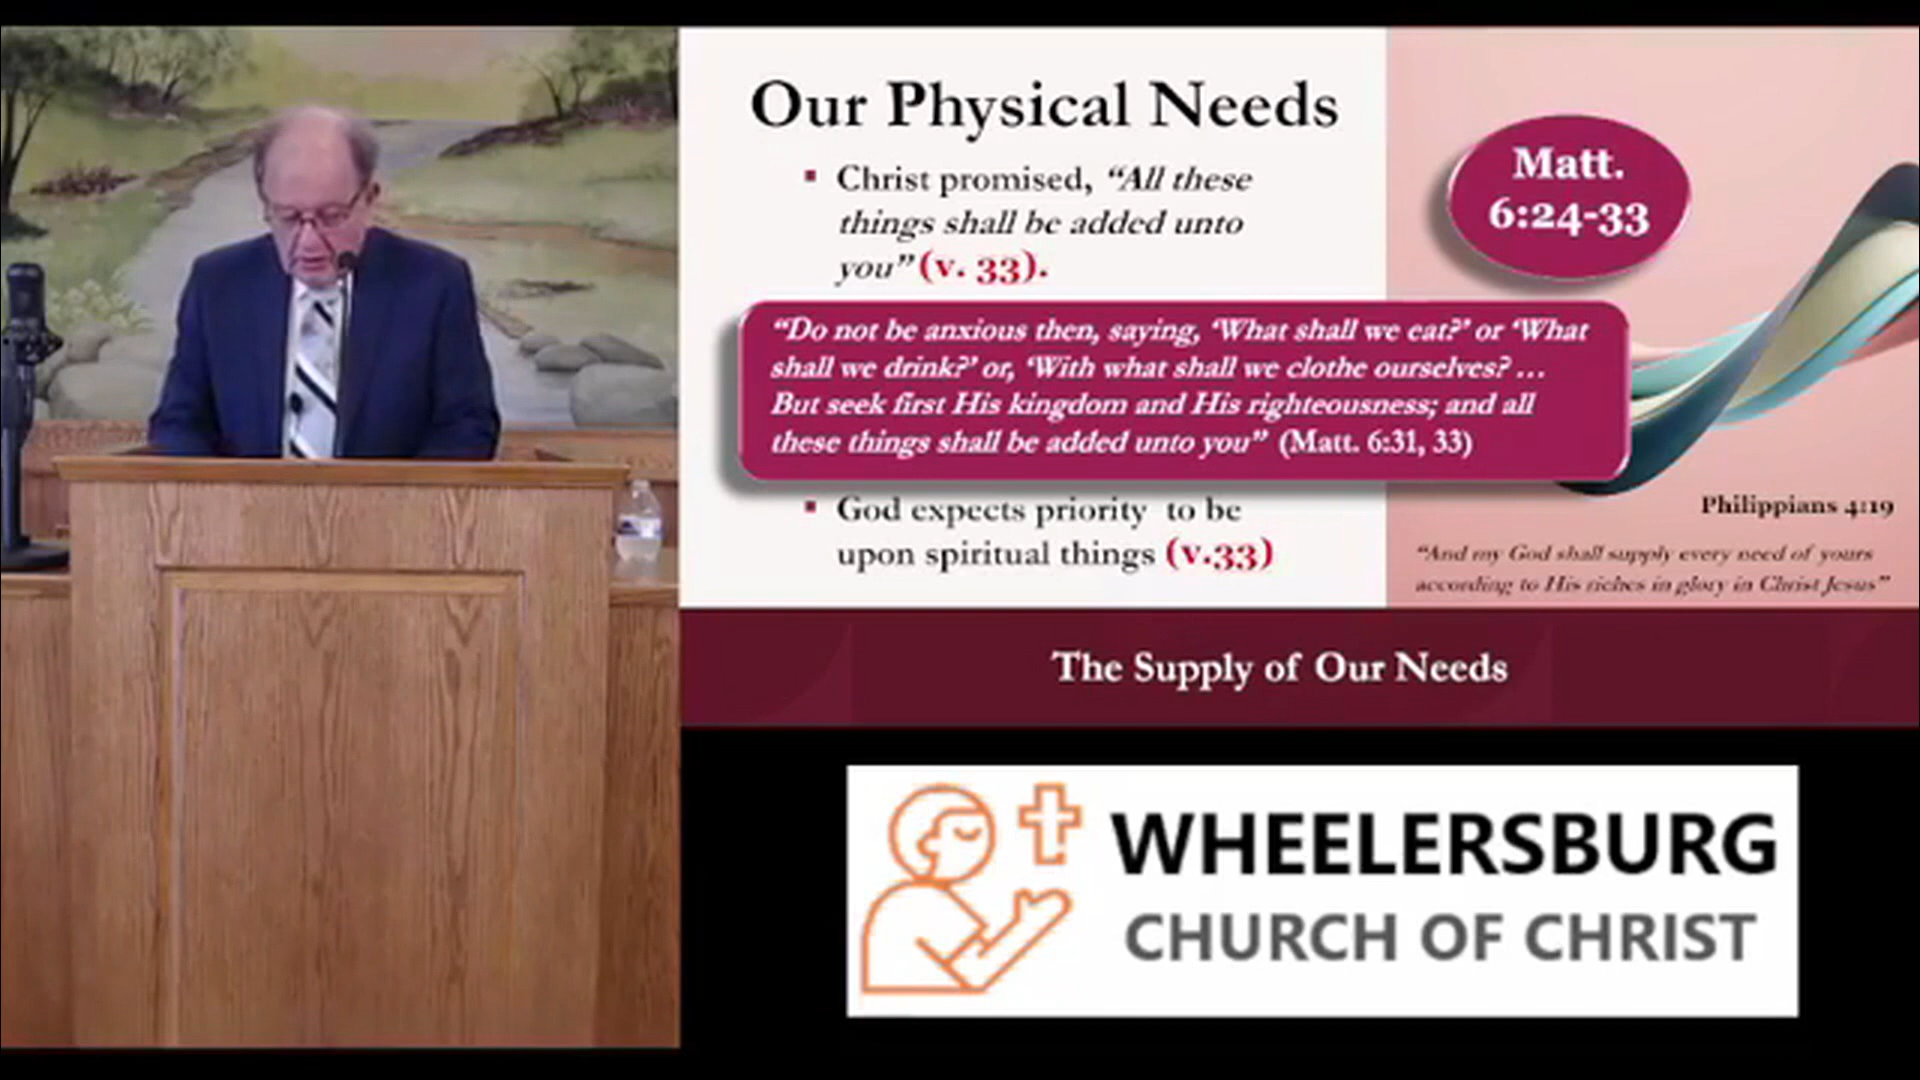 Our Physical Needs
▪ Christ promised, “All these
things shall be added unto
you” (v. 33).
Matt.
6:24-33
“Do not be anxious then, saying, ‘What shall we eat?’ or ‘What
shall we drink?’ or, ‘With what shall we clothe ourselves? …
But seek first His kingdom and His righteousness; and all
these things shall be added unto you” (Matt. 6:31, 33)
▪ God expects priority to be
upon spiritual things (v.33)
Philippians 4:19
“And my God shall supply every need of yours
according to His riches in glory in Christ Jesus”
The Supply of Our Needs
WHEELERSBURG
CHURCH OF CHRIST